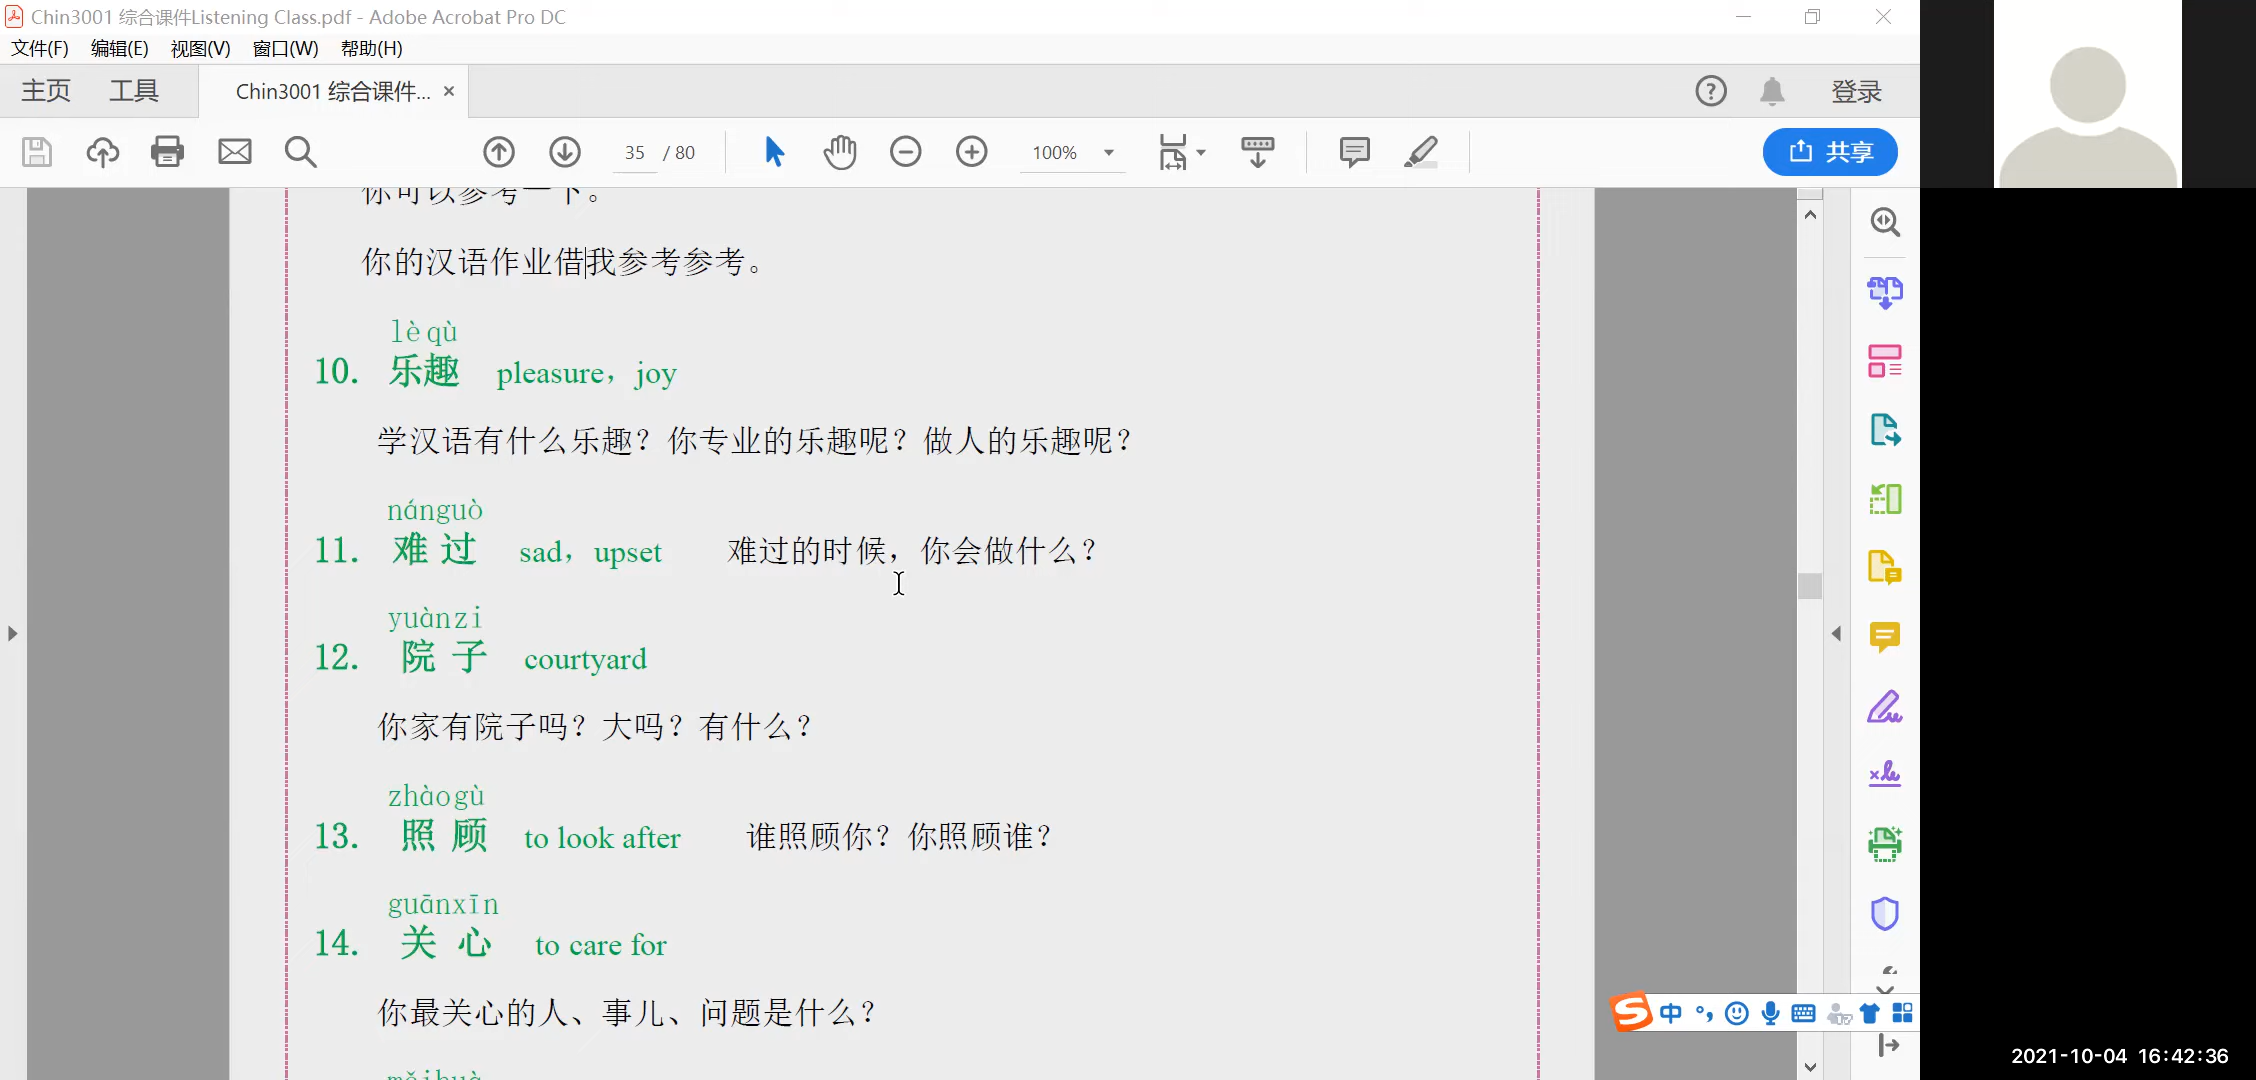 Chin3001 综合课件Listening Class.pdf - Adobe Acrobat Pro DC
文件(F) 编辑(E) 视图(V) 窗口(W) 帮助(H)
主页 工具 Chin3001 综合课件... × 登录
35 / 80 100% 共享
你可以参考一下。
你的汉语作业借我参考参考。
lè qù
10. 乐趣 pleasure，joy
学汉语有什么乐趣？你专业的乐趣呢？做人的乐趣呢？
nánguò
11. 难过 sad，upset 难过的时候，你会做什么？
yuànzi
12. 院子 courtyard
你家有院子吗？大吗？有什么？
zhàogù
13. 照顾 to look after 谁照顾你？你照顾谁？
guānxīn
14. 关心 to care for
你最关心的人、事儿、问题是什么？
中
2021-10-04 16:42:36